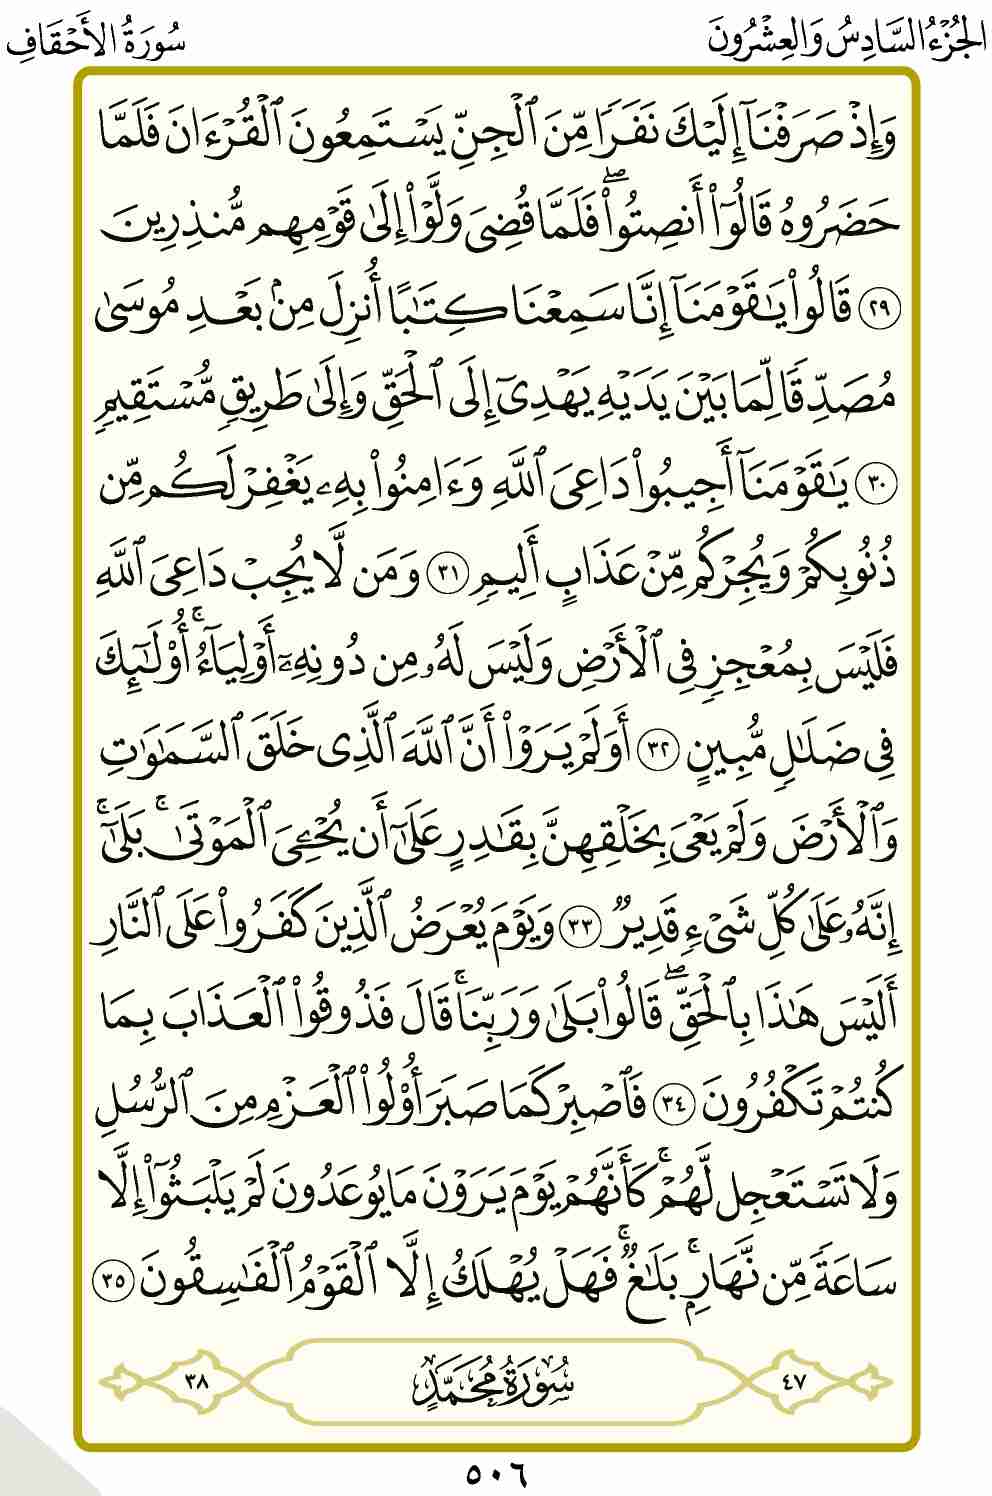 الجُزْءُ السَّادِسُ وَالعِشْرُونَ
سُورَةُ الأَحْقَافِ
وَإِذْ صَرَفْنَآ إِلَيْكَ نَفَرًا مِّنَ ٱلْجِنِّ يَسْتَمِعُونَ ٱلْقُرْءَانَ فَلَمَّا
حَضَرُوهُ قَالُوٓا۟ أَنصِتُوا۟ ۖ فَلَمَّا قُضِىَ وَلَّوْا۟ إِلَىٰ قَوْمِهِم مُّنذِرِينَ
٢٩ قَالُوا۟ يَٰقَوْمَنَآ إِنَّا سَمِعْنَا كِتَٰبًا أُنزِلَ مِنۢ بَعْدِ مُوسَىٰ
مُصَدِّقًا لِّمَا بَيْنَ يَدَيْهِ يَهْدِىٓ إِلَى ٱلْحَقِّ وَإِلَىٰ طَرِيقٍ مُّسْتَقِيمٍ
٣٠ يَٰقَوْمَنَآ أَجِيبُوا۟ دَاعِىَ ٱللَّهِ وَءَامِنُوا۟ بِهِۦ يَغْفِرْ لَكُم مِّن
ذُنُوبِكُمْ وَيُجِرْكُم مِّنْ عَذَابٍ أَلِيمٍ ٣١ وَمَن لَّا يُجِبْ دَاعِىَ ٱللَّهِ
فَلَيْسَ بِمُعْجِزٍ فِى ٱلْأَرْضِ وَلَيْسَ لَهُۥ مِن دُونِهِۦٓ أَوْلِيَآءُ ۚ أُو۟لَٰٓئِكَ
فِى ضَلَٰلٍ مُّبِينٍ ٣٢ أَوَلَمْ يَرَوْا۟ أَنَّ ٱللَّهَ ٱلَّذِى خَلَقَ ٱلسَّمَٰوَٰتِ
وَٱلْأَرْضَ وَلَمْ يَعْىَ بِخَلْقِهِنَّ بِقَٰدِرٍ عَلَىٰٓ أَن يُحْۦِىَ ٱلْمَوْتَىٰ ۚ بَلَىٰٓ ۚ
إِنَّهُۥ عَلَىٰ كُلِّ شَىْءٍ قَدِيرٌ ٣٣ وَيَوْمَ يُعْرَضُ ٱلَّذِينَ كَفَرُوا۟ عَلَى ٱلنَّارِ
أَلَيْسَ هَٰذَا بِٱلْحَقِّ ۖ قَالُوا۟ بَلَىٰ وَرَبِّنَا ۚ قَالَ فَذُوقُوا۟ ٱلْعَذَابَ بِمَا
كُنتُمْ تَكْفُرُونَ ٣٤ فَٱصْبِرْ كَمَا صَبَرَ أُو۟لُوا۟ ٱلْعَزْمِ مِنَ ٱلرُّسُلِ
وَلَا تَسْتَعْجِل لَّهُمْ ۚ كَأَنَّهُمْ يَوْمَ يَرَوْنَ مَا يُوعَدُونَ لَمْ يَلْبَثُوٓا۟ إِلَّا
سَاعَةً مِّن نَّهَارٍۭ ۚ بَلَٰغٌ ۚ فَهَلْ يُهْلَكُ إِلَّا ٱلْقَوْمُ ٱلْفَٰسِقُونَ ٣٥
٤٧ سُورَةُ مُحَمَّدٍ ٣٨
٥٠٦